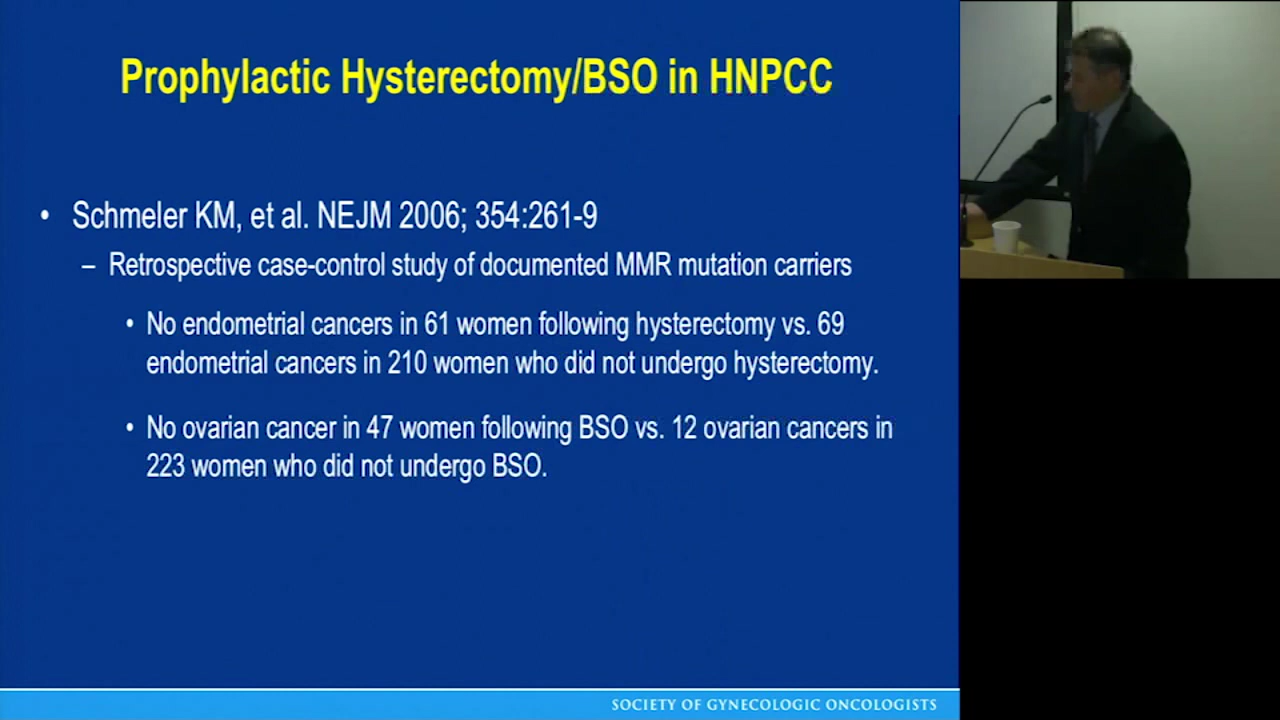 Prophylactic Hysterectomy/BSO in HNPCC
• Schmeler KM, et al. NEJM 2006; 354:261-9
– Retrospective case-control study of documented MMR mutation carriers
• No endometrial cancers in 61 women following hysterectomy vs. 69
endometrial cancers in 210 women who did not undergo hysterectomy.
• No ovarian cancer in 47 women following BSO vs. 12 ovarian cancers in
223 women who did not undergo BSO.
SOCIETY OF GYNECOLOGIC ONCOLOGISTS